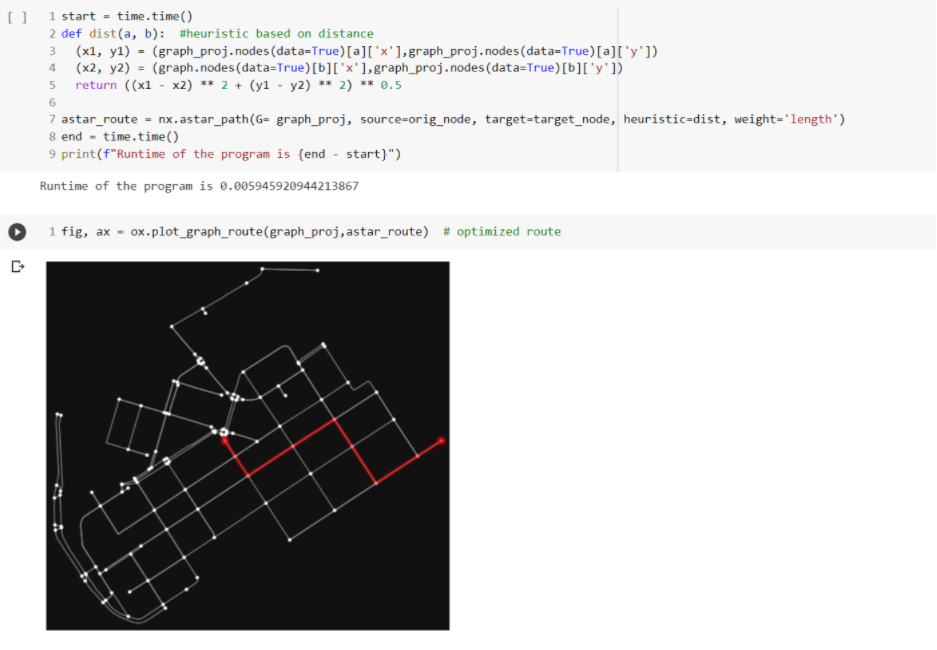 [ ] 1 start = time.time()
2 def dist(a, b):  #heuristic based on distance
3   (x1, y1) = (graph_proj.nodes(data=True)[a]['x'],graph_proj.nodes(data=True)[a]['y'])
4   (x2, y2) = (graph.nodes(data=True)[b]['x'],graph_proj.nodes(data=True)[b]['y'])
5   return ((x1 - x2) ** 2 + (y1 - y2) ** 2) ** 0.5
6
7 astar_route = nx.astar_path(G= graph_proj, source=orig_node, target=target_node, heuristic=dist, weight='length')
8 end = time.time()
9 print(f"Runtime of the program is {end - start}")
Runtime of the program is 0.005945920944213867
1 fig, ax = ox.plot_graph_route(graph_proj,astar_route)  # optimized route